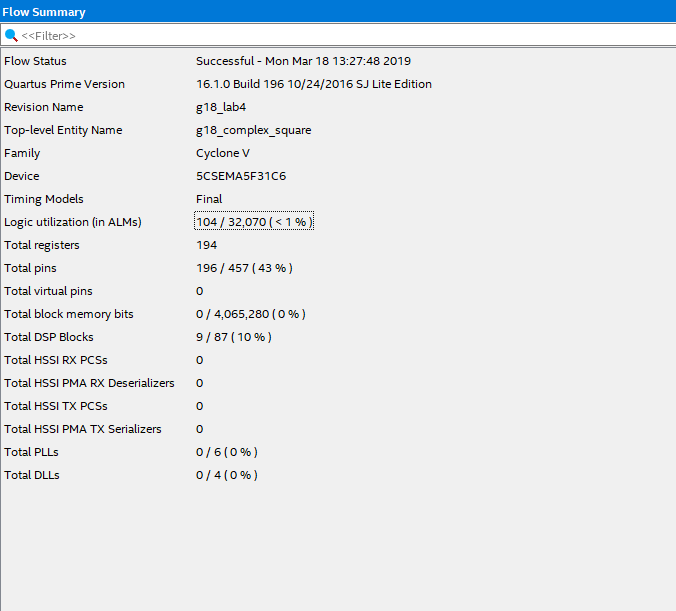 Flow Summary
<<Filter>>
Flow Status Successful - Mon Mar 18 13:27:48 2019
Quartus Prime Version 16.1.0 Build 196 10/24/2016 SJ Lite Edition
Revision Name g18_lab4
Top-level Entity Name g18_complex_square
Family Cyclone V
Device 5CSEMA5F31C6
Timing Models Final
Logic utilization (in ALMs) 104 / 32,070 ( < 1 % )
Total registers 194
Total pins 196 / 457 ( 43 % )
Total virtual pins 0
Total block memory bits 0 / 4,065,280 ( 0 % )
Total DSP Blocks 9 / 87 ( 10 % )
Total HSSI RX PCSs 0
Total HSSI PMA RX Deserializers 0
Total HSSI TX PCSs 0
Total HSSI PMA TX Serializers 0
Total PLLs 0 / 6 ( 0 % )
Total DLLs 0 / 4 ( 0 % )